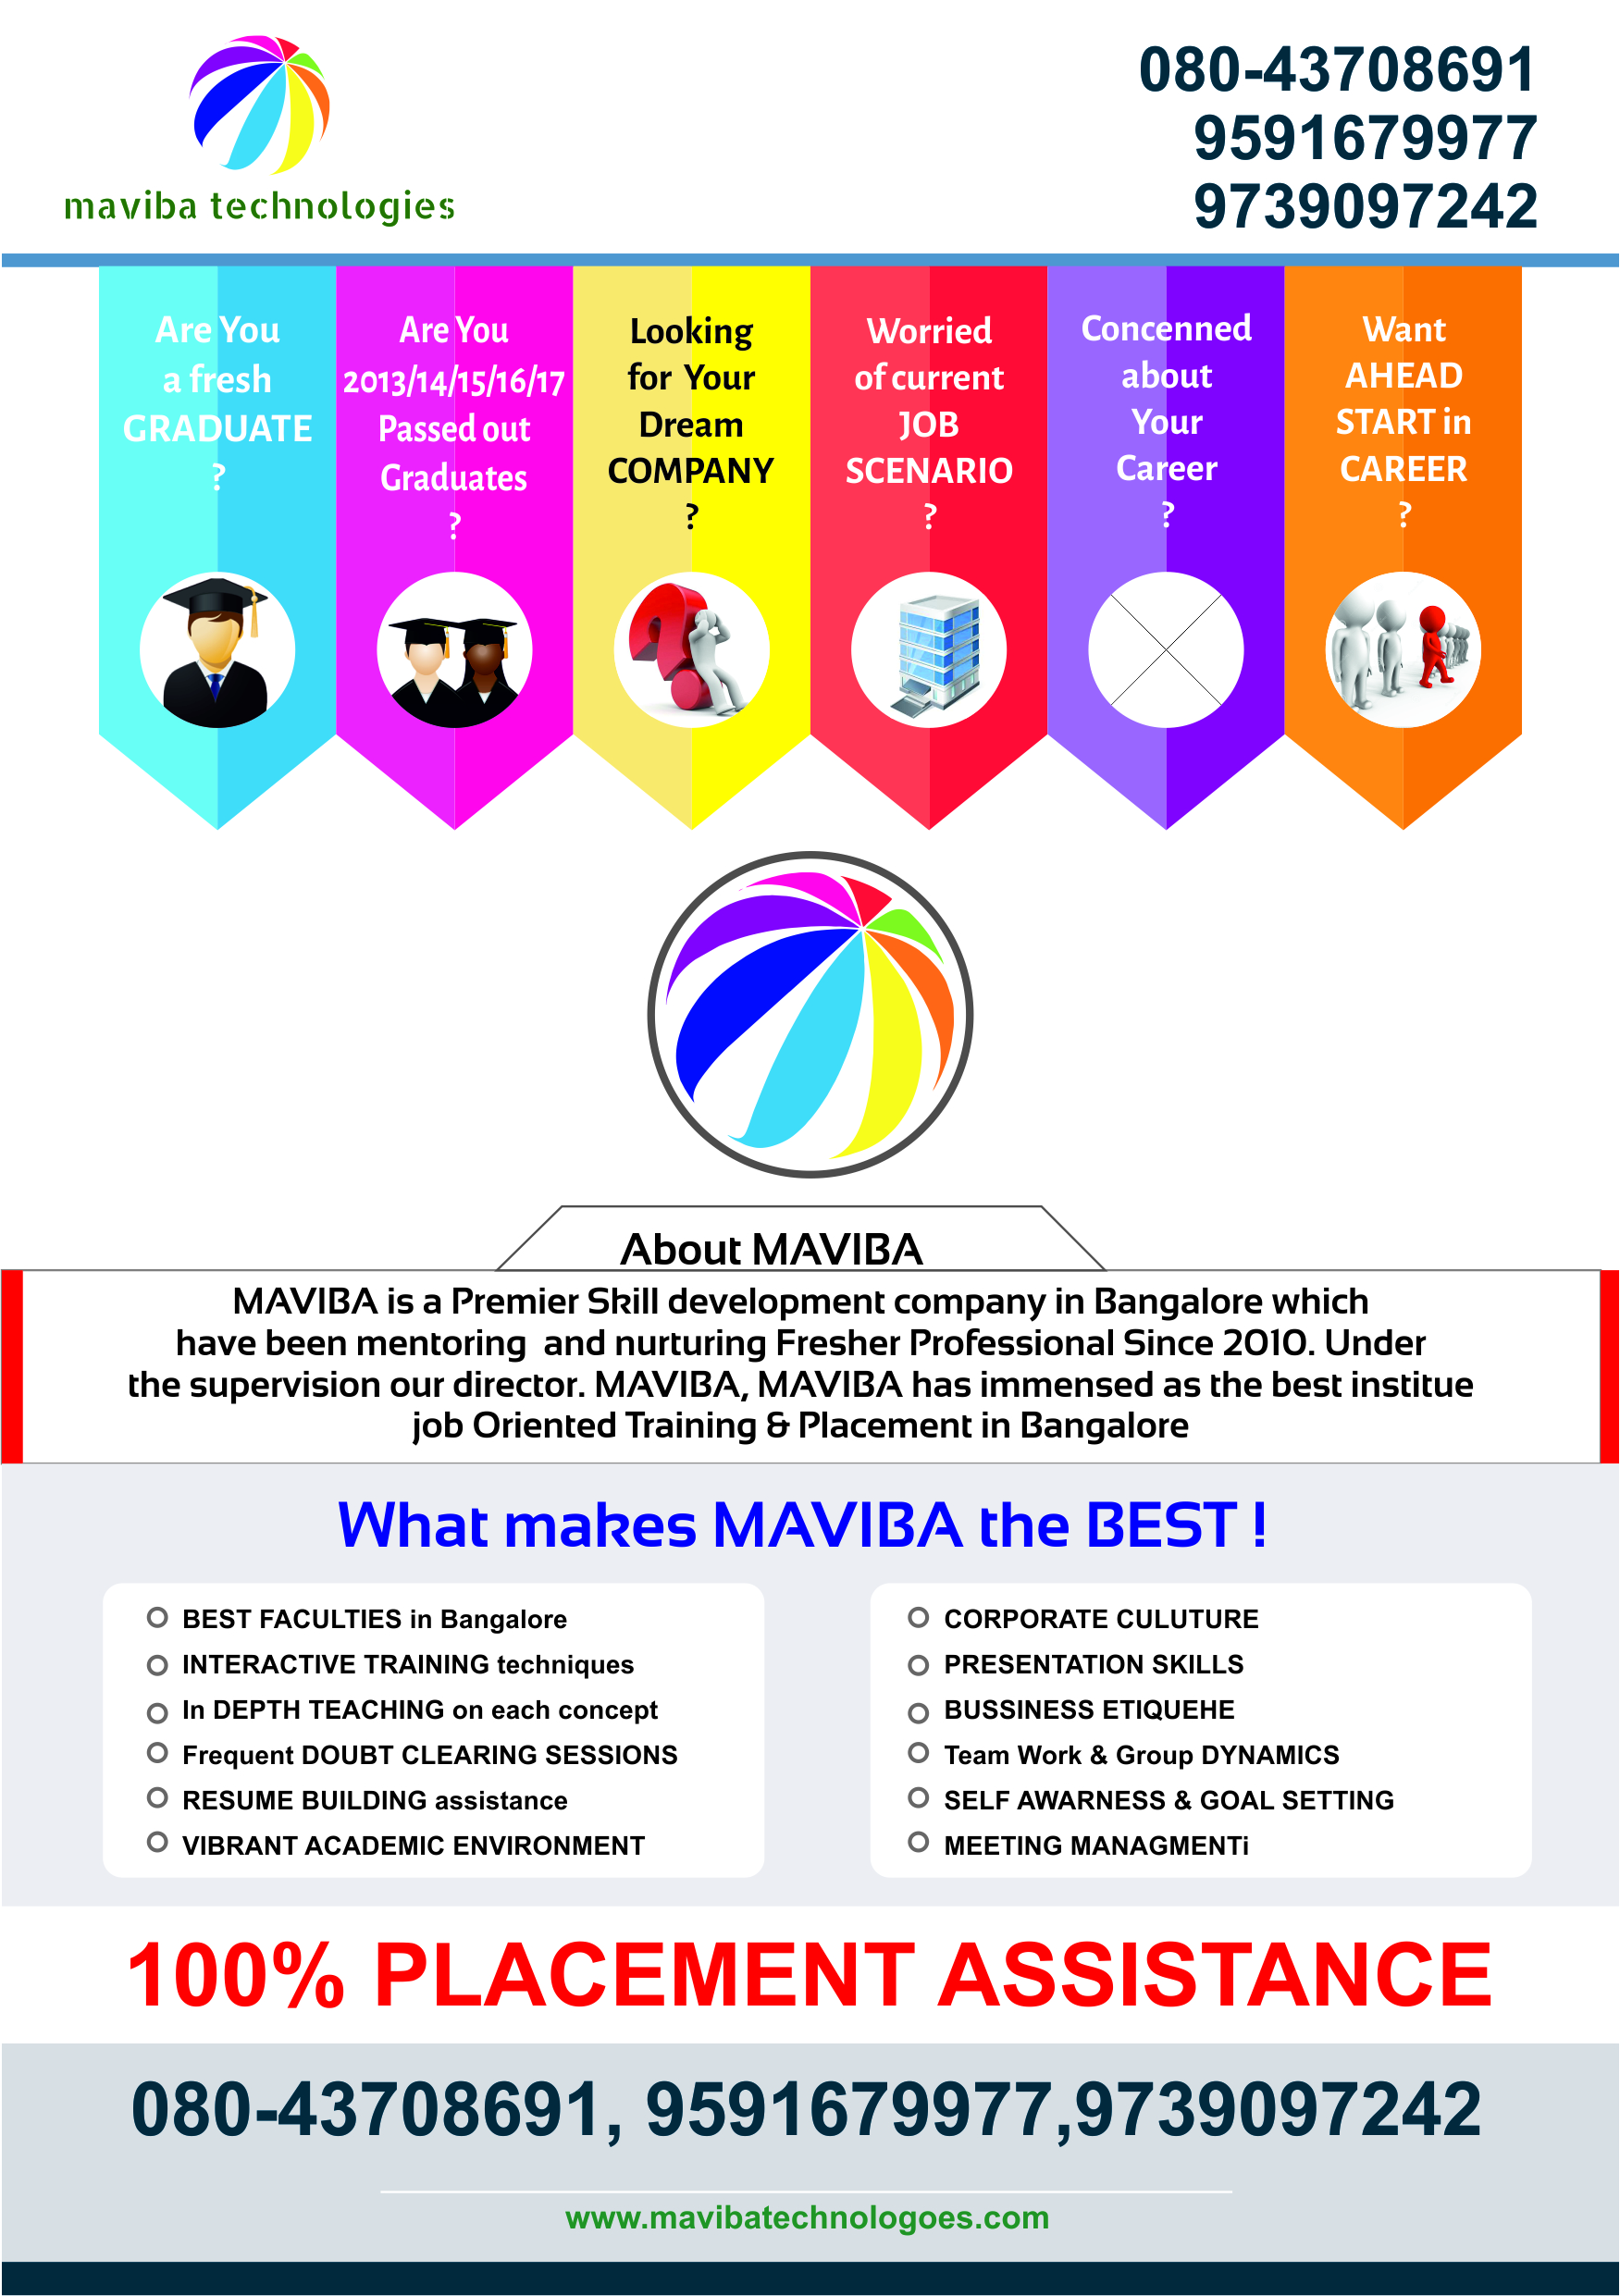 maviba technologies
080-43708691
9591679977
9739097242
Are You
a fresh
GRADUATE
?
Are You
2013/14/15/16/17
Passed out
Graduates
?
Looking
for Your
Dream
COMPANY
?
Worried
of current
JOB
SCENARIO
?
Concenned
about
Your
Career
?
Want
AHEAD
START in
CAREER
?
About MAVIBA
MAVIBA is a Premier Skill development company in Bangalore which
have been mentoring and nurturing Fresher Professional Since 2010. Under
the supervision our director. MAVIBA, MAVIBA has immensed as the best institue
job Oriented Training & Placement in Bangalore
What makes MAVIBA the BEST !
BEST FACULTIES in Bangalore
INTERACTIVE TRAINING techniques
In DEPTH TEACHING on each concept
Frequent DOUBT CLEARING SESSIONS
RESUME BUILDING assistance
VIBRANT ACADEMIC ENVIRONMENT
CORPORATE CULUTURE
PRESENTATION SKILLS
BUSSINESS ETIQUEHE
Team Work & Group DYNAMICS
SELF AWARNESS & GOAL SETTING
MEETING MANAGMENTi
100% PLACEMENT ASSISTANCE
080-43708691, 9591679977,9739097242
www.mavibatechnologoes.com